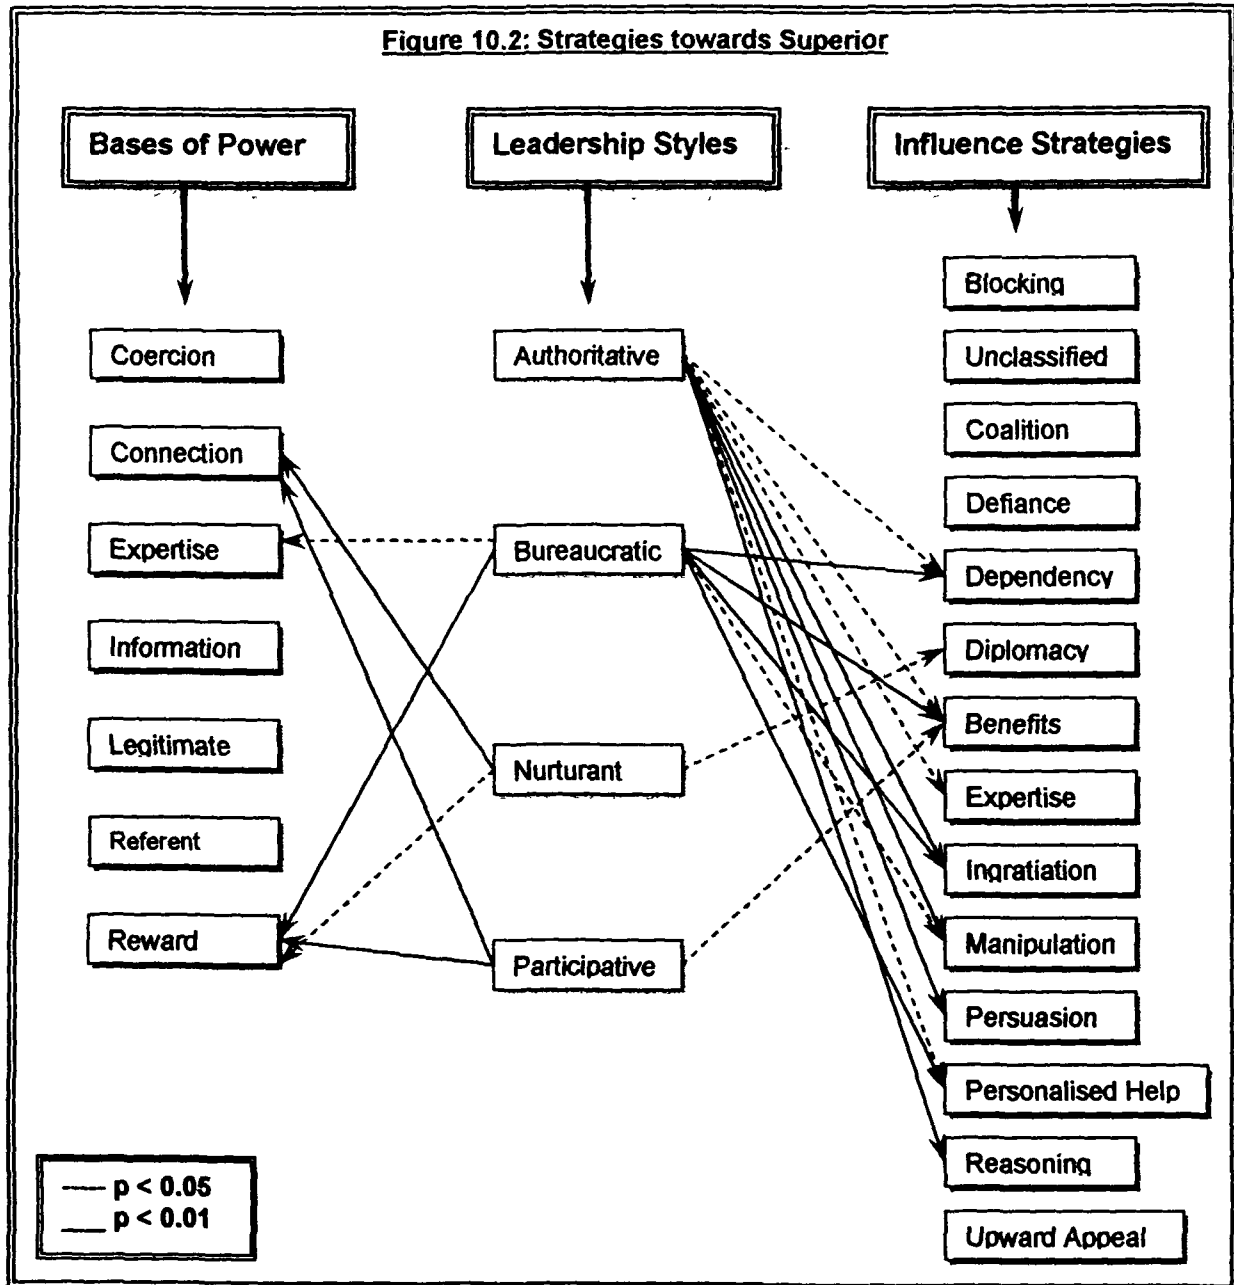 Figure 10.2: Strategies towards Superior
Bases of Power
Leadership Styles
Influence Strategies
Coercion
Connection
Expertise
Information
Legitimate
Referent
Reward
Authoritative
Bureaucratic
Nurturant
Participative
Blocking
Unclassified
Coalition
Defiance
Dependency
Diplomacy
Benefits
Expertise
Ingratiation
Manipulation
Persuasion
Personalised Help
Reasoning
Upward Appeal
---- p < 0.05
___ p < 0.01